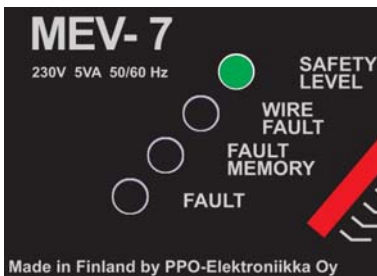 MEV- 7
230V 5VA 50/60 Hz
SAFETY
LEVEL
WIRE
FAULT
FAULT
MEMORY
FAULT
Made in Finland by PPO-Elektroniikka Oy